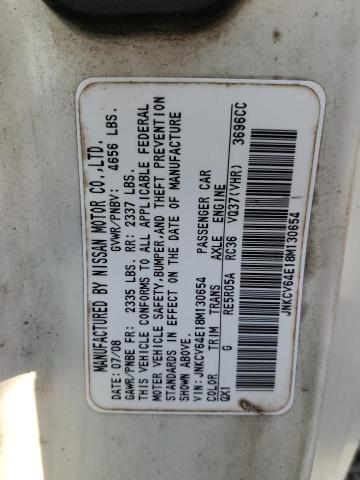 MANUFACTURED BY NISSAN MOTOR CO.,LTD.
DATE: 07/08 GVWR/PNBV: 4656 LBS.
GAWR/PNBE FR: 2335 LBS. RR: 2337 LBS.
THIS VEHICLE CONFORMS TO ALL APPLICABLE FEDERAL
MOTOR VEHICLE SAFETY,BUMPER,AND THEFT PREVENTION
STANDARDS IN EFFECT ON THE DATE OF MANUFACTURE
SHOWN ABOVE.
VIN: JNKCV64E18M130654 PASSENGER CAR
COLOR TRIM TRANS AXLE ENGINE
QX1 G RE5R05A RC36 VQ37(VHR) 3696CC
JNKCV64E18M130654